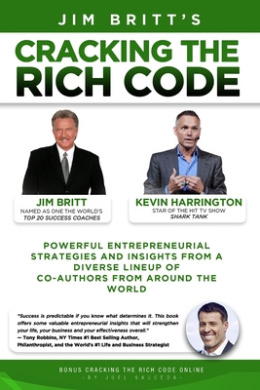 JIM BRITT'S
CRACKING THE
RICH CODE
JIM BRITT
NAMED AS ONE THE WORLD'S
TOP 20 SUCCESS COACHES
KEVIN HARRINGTON
STAR OF THE HIT TV SHOW
SHARK TANK
POWERFUL ENTREPRENEURIAL
STRATEGIES AND INSIGHTS FROM A
DIVERSE LINEUP OF
CO-AUTHORS FROM AROUND THE
WORLD
"Success is predictable if you know what determines it. This book
offers some valuable entrepreneurial insights that will strengthen
your life, your business and your effectiveness overall."
— Tony Robbins, NY Times #1 Best Selling Author,
Philanthropist, and the World's #1 Life and Business Strategist
BONUS CRACKING THE RICH CODE ONLINE